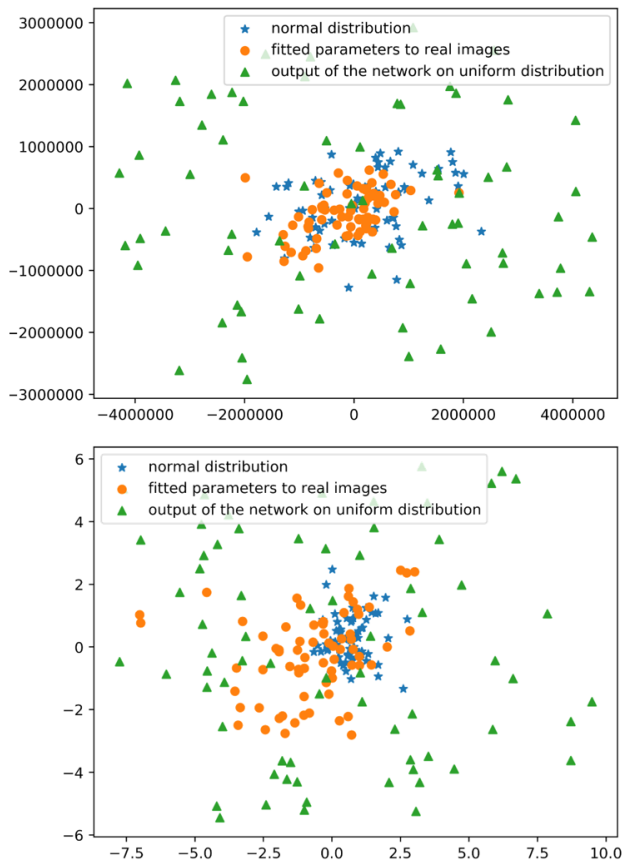 3000000
2000000
1000000
0
−1000000
−2000000
−3000000
normal distribution
fitted parameters to real images
output of the network on uniform distribution
−4000000 −2000000 0 2000000 4000000
6
4
2
0
−2
−4
−6
normal distribution
fitted parameters to real images
output of the network on uniform distribution
−7.5 −5.0 −2.5 0.0 2.5 5.0 7.5 10.0